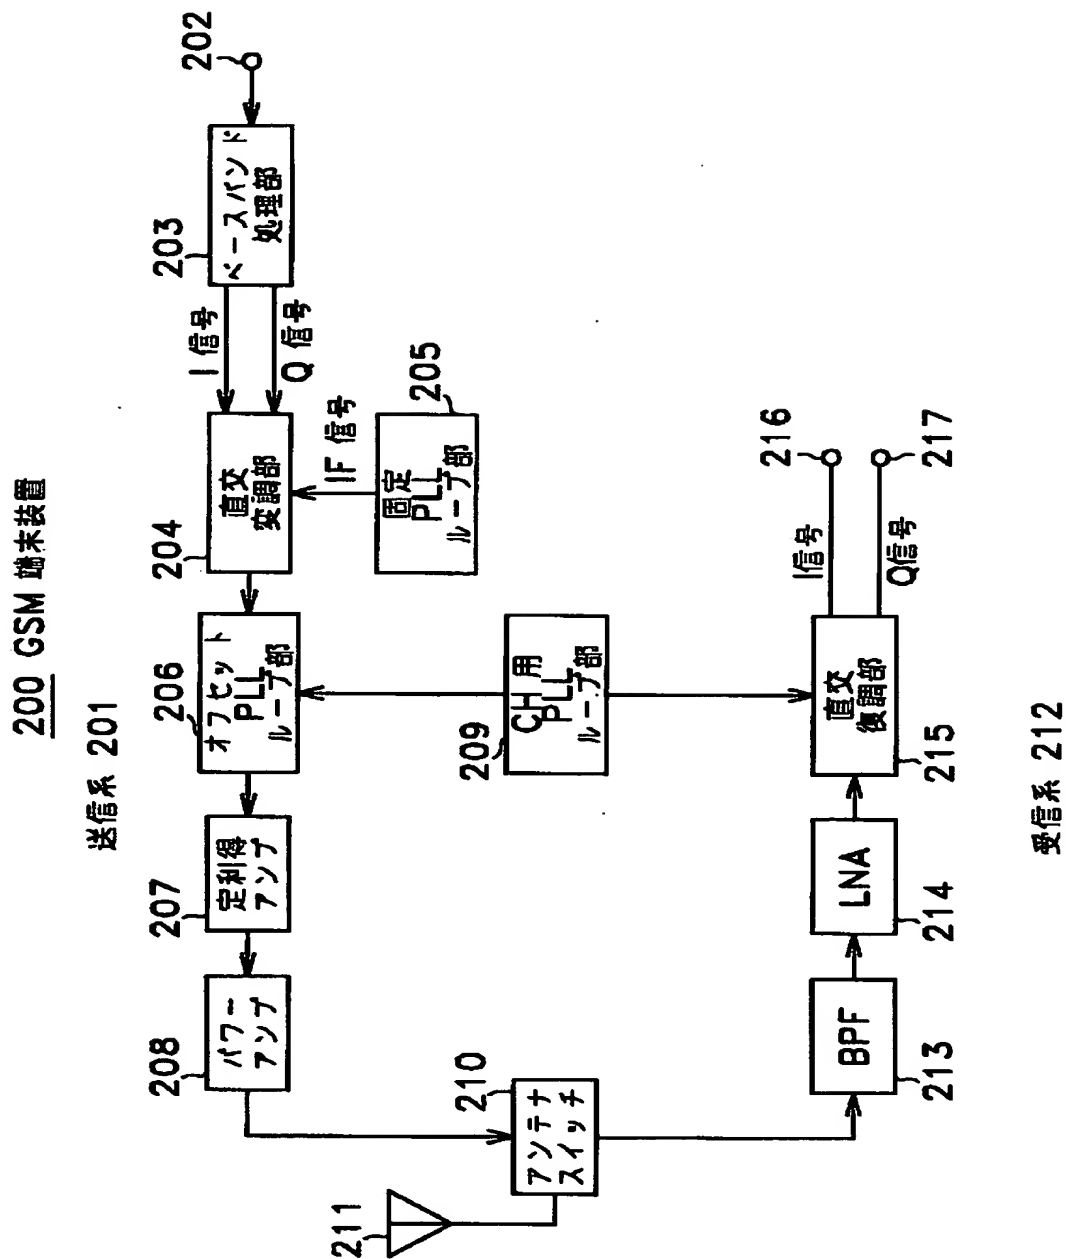 200 GSM 端末装置
送信系 201
211
208
パワー
アンプ
207
定利得
アンプ
206
オフセット
PLL
ループ部
204
直交
変調部
I 信号
Q 信号
203
ベースバンド
処理部
202
IF 信号
205
固定
PLL
ループ部
210
アンテナ
スイッチ
209
CH 用
PLL
ループ部
BPF
213
LNA
214
直交
復調部
215
I信号
Q信号
216
217
受信系 212